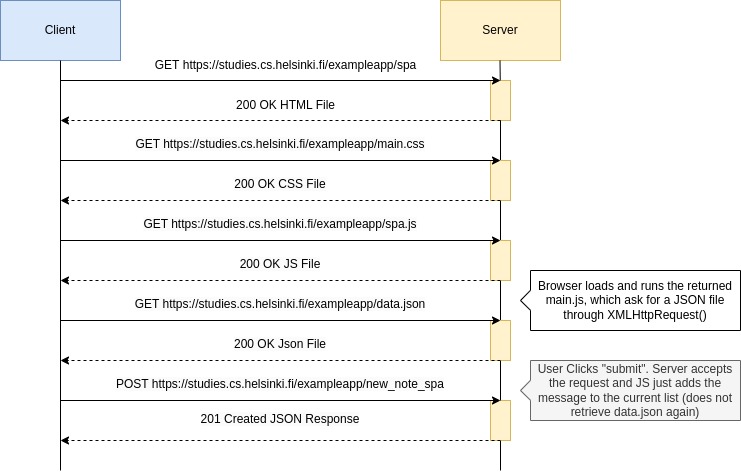 Client
Server
GET https://studies.cs.helsinki.fi/exampleapp/spa
200 OK HTML File
GET https://studies.cs.helsinki.fi/exampleapp/main.css
200 OK CSS File
GET https://studies.cs.helsinki.fi/exampleapp/spa.js
200 OK JS File
Browser loads and runs the returned
main.js, which ask for a JSON file
through XMLHttpRequest()
GET https://studies.cs.helsinki.fi/exampleapp/data.json
200 OK Json File
User Clicks "submit". Server accepts
the request and JS just adds the
message to the current list (does not
retrieve data.json again)
POST https://studies.cs.helsinki.fi/exampleapp/new_note_spa
201 Created JSON Response